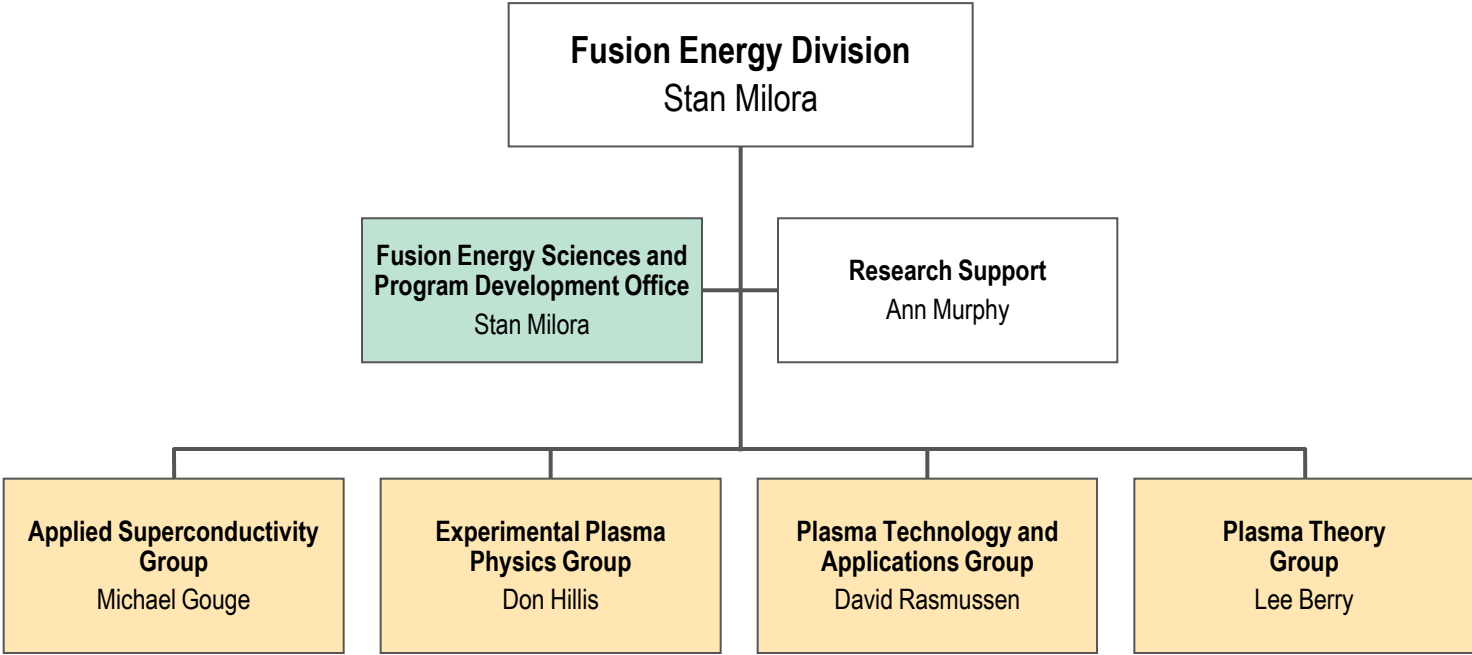 Fusion Energy Division
Stan Milora
Fusion Energy Sciences and
Program Development Office
Stan Milora
Research Support
Ann Murphy
Applied Superconductivity
Group
Michael Gouge
Experimental Plasma
Physics Group
Don Hillis
Plasma Technology and
Applications Group
David Rasmussen
Plasma Theory
Group
Lee Berry